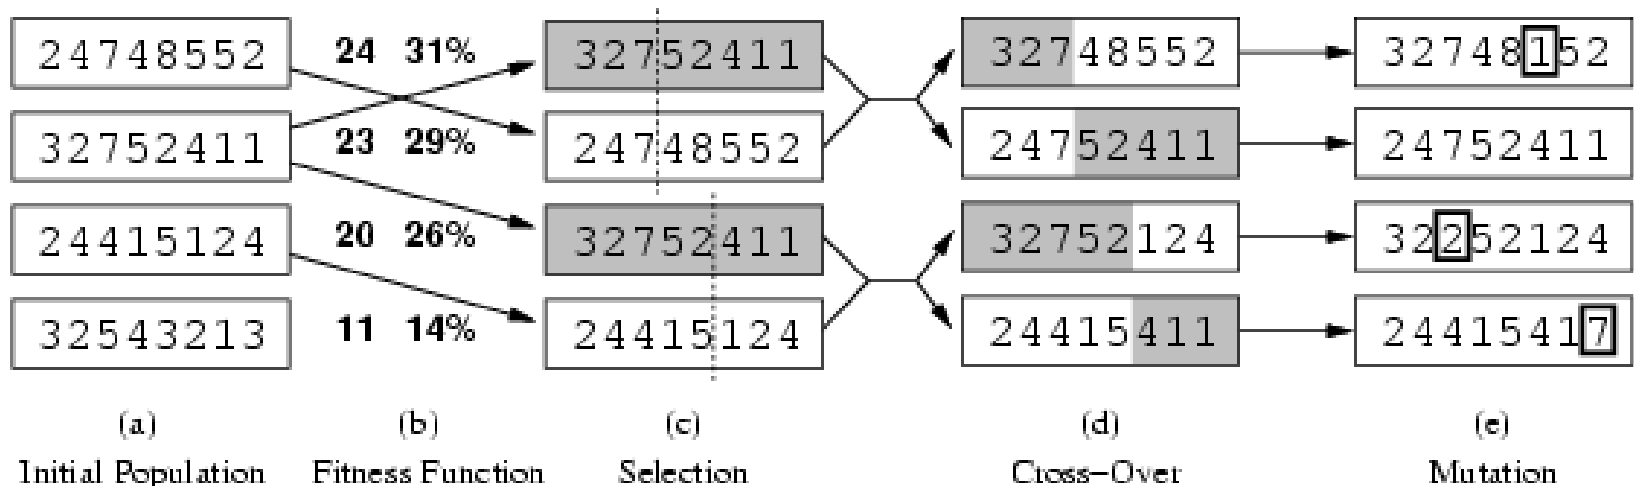 24748552 24 31% 32752411 32748552 32748152
32752411 23 29% 24748552 24752411 24752411
24415124 20 26% 32752411 32752124 32252124
32543213 11 14% 24415124 24415411 24415417
(a) (b) (c) (d) (e)
Initial Population Fitness Function Selection Cross-Over Mutation